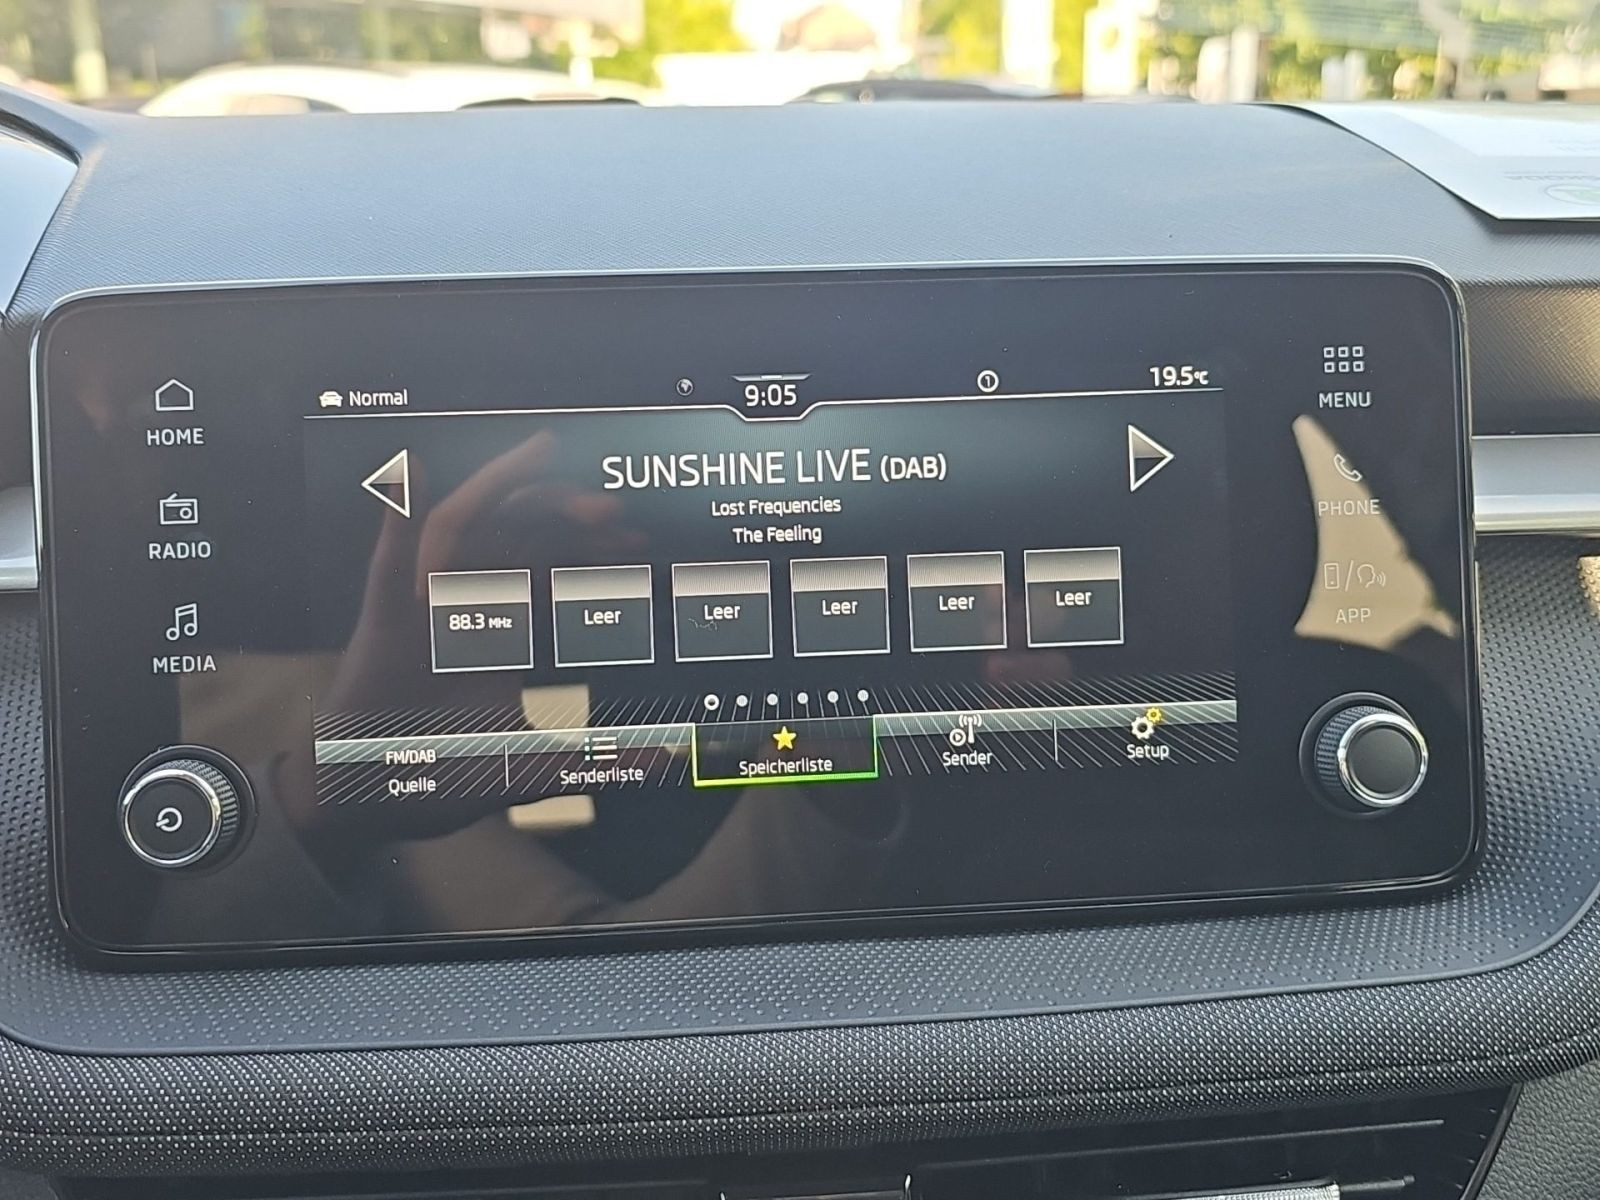 HOME
RADIO
MEDIA
Normal
9:05
1
19.5°C
SUNSHINE LIVE (DAB)
Lost Frequencies
The Feeling
88.3 MHz
Leer
Leer
Leer
Leer
Leer
FM/DAB
Quelle
Senderliste
Speicherliste
Sender
Setup
MENU
PHONE
APP